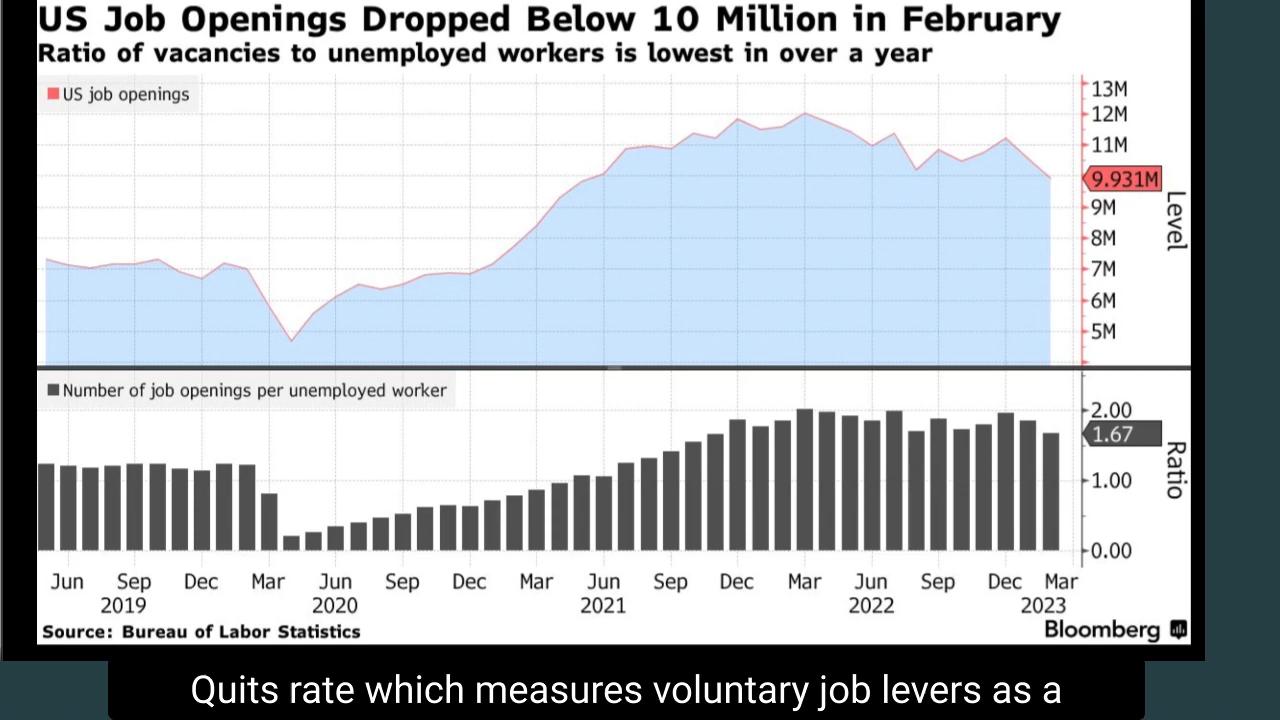 US Job Openings Dropped Below 10 Million in February
Ratio of vacancies to unemployed workers is lowest in over a year
US job openings
13M
12M
11M
9.931M
9M
8M
7M
6M
5M
Level
Number of job openings per unemployed worker
2.00
1.67
1.00
0.00
Ratio
Jun Sep Dec Mar Jun Sep Dec Mar Jun Sep Dec Mar Jun Sep Dec Mar
2019 2020 2021 2022 2023
Source: Bureau of Labor Statistics
Bloomberg
Quits rate which measures voluntary job levers as a